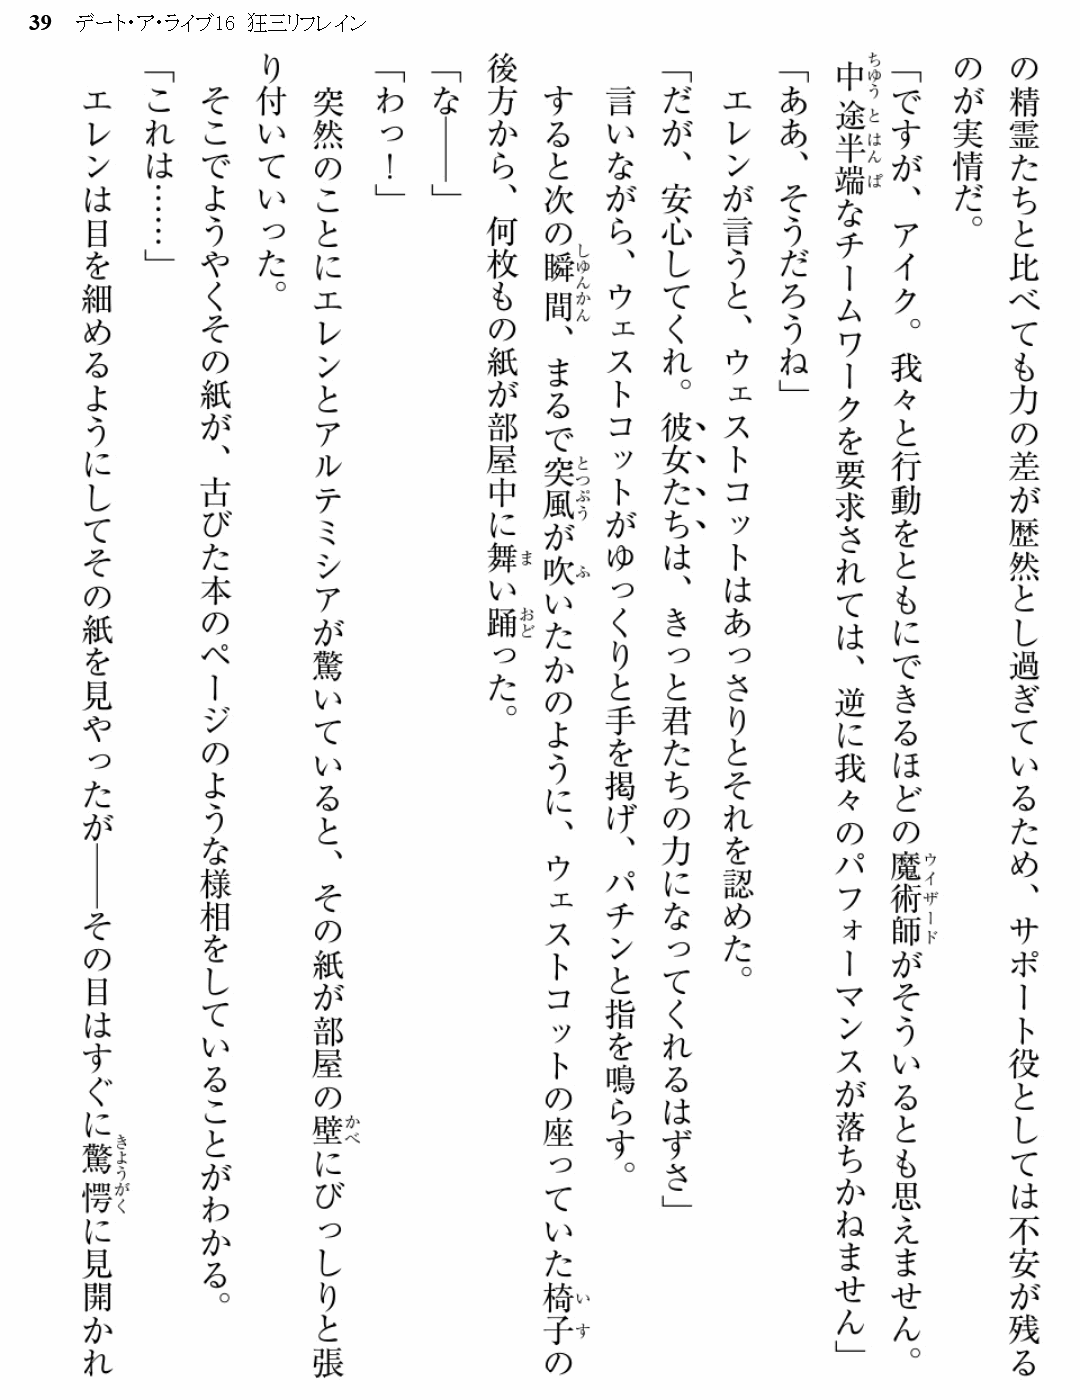 39 デート・ア・ライブ16 狂三リフレイン
の精霊たちと比べても力の差が歴然とし過ぎているため、サポート役としては不安が残る
のが実情だ。
「ですが、アイク。我々と行動をともにできるほどの魔術師がそういるとも思えません。
中途半端なチームワークを要求されては、逆に我々のパフォーマンスが落ちかねません」
「ああ、そうだろうね」
エレンが言うと、ウェストコットはあっさりとそれを認めた。
「だが、安心してくれ。彼女たちは、きっと君たちの力になってくれるはずさ」
言いながら、ウェストコットがゆっくりと手を掲げ、パチンと指を鳴らす。
すると次の瞬間、まるで突風が吹いたかのように、ウェストコットの座っていた椅子の
後方から、何枚もの紙が部屋中に舞い踊った。
「な――」
「わっ！」
突然のことにエレンとアルテミシアが驚いていると、その紙が部屋の壁にびっしりと張
り付いていった。
そこでようやくその紙が、古びた本のページのような様相をしていることがわかる。
「これは……」
エレンは目を細めるようにしてその紙を見やったが――その目はすぐに驚愕に見開かれ